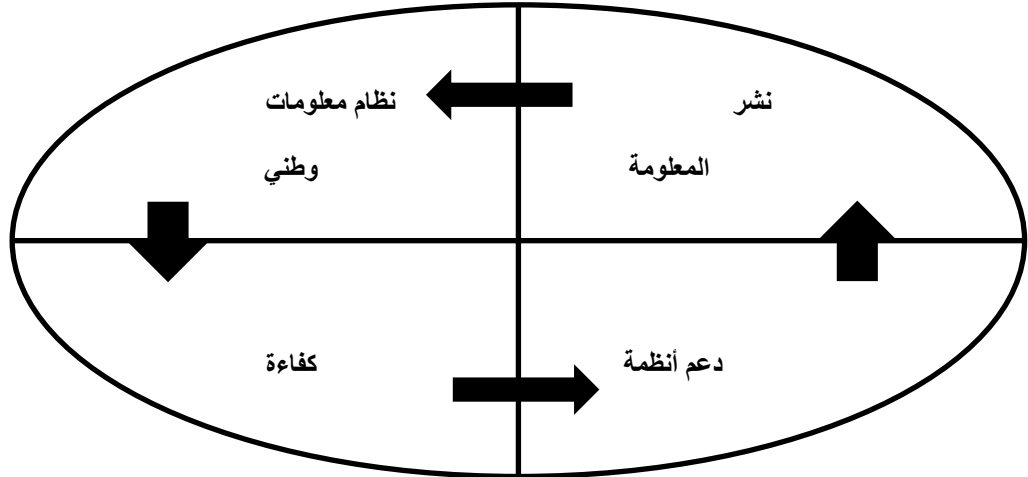 نشر
المعلومة
نظام معلومات
وطني
دعم أنظمة
كفاءة